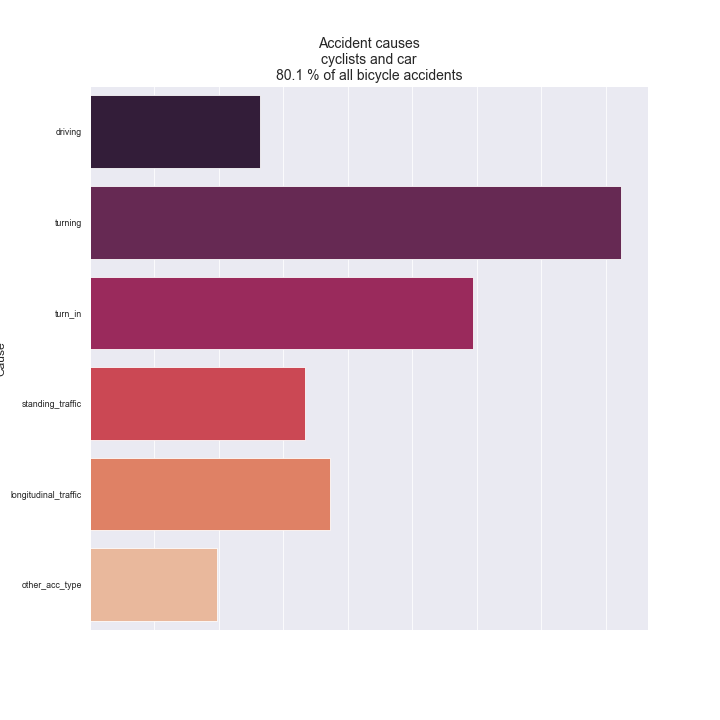 Accident causes
cyclists and car
80.1 % of all bicycle accidents
driving
turning
turn_in
Cause
standing_traffic
longitudinal_traffic
other_acc_type